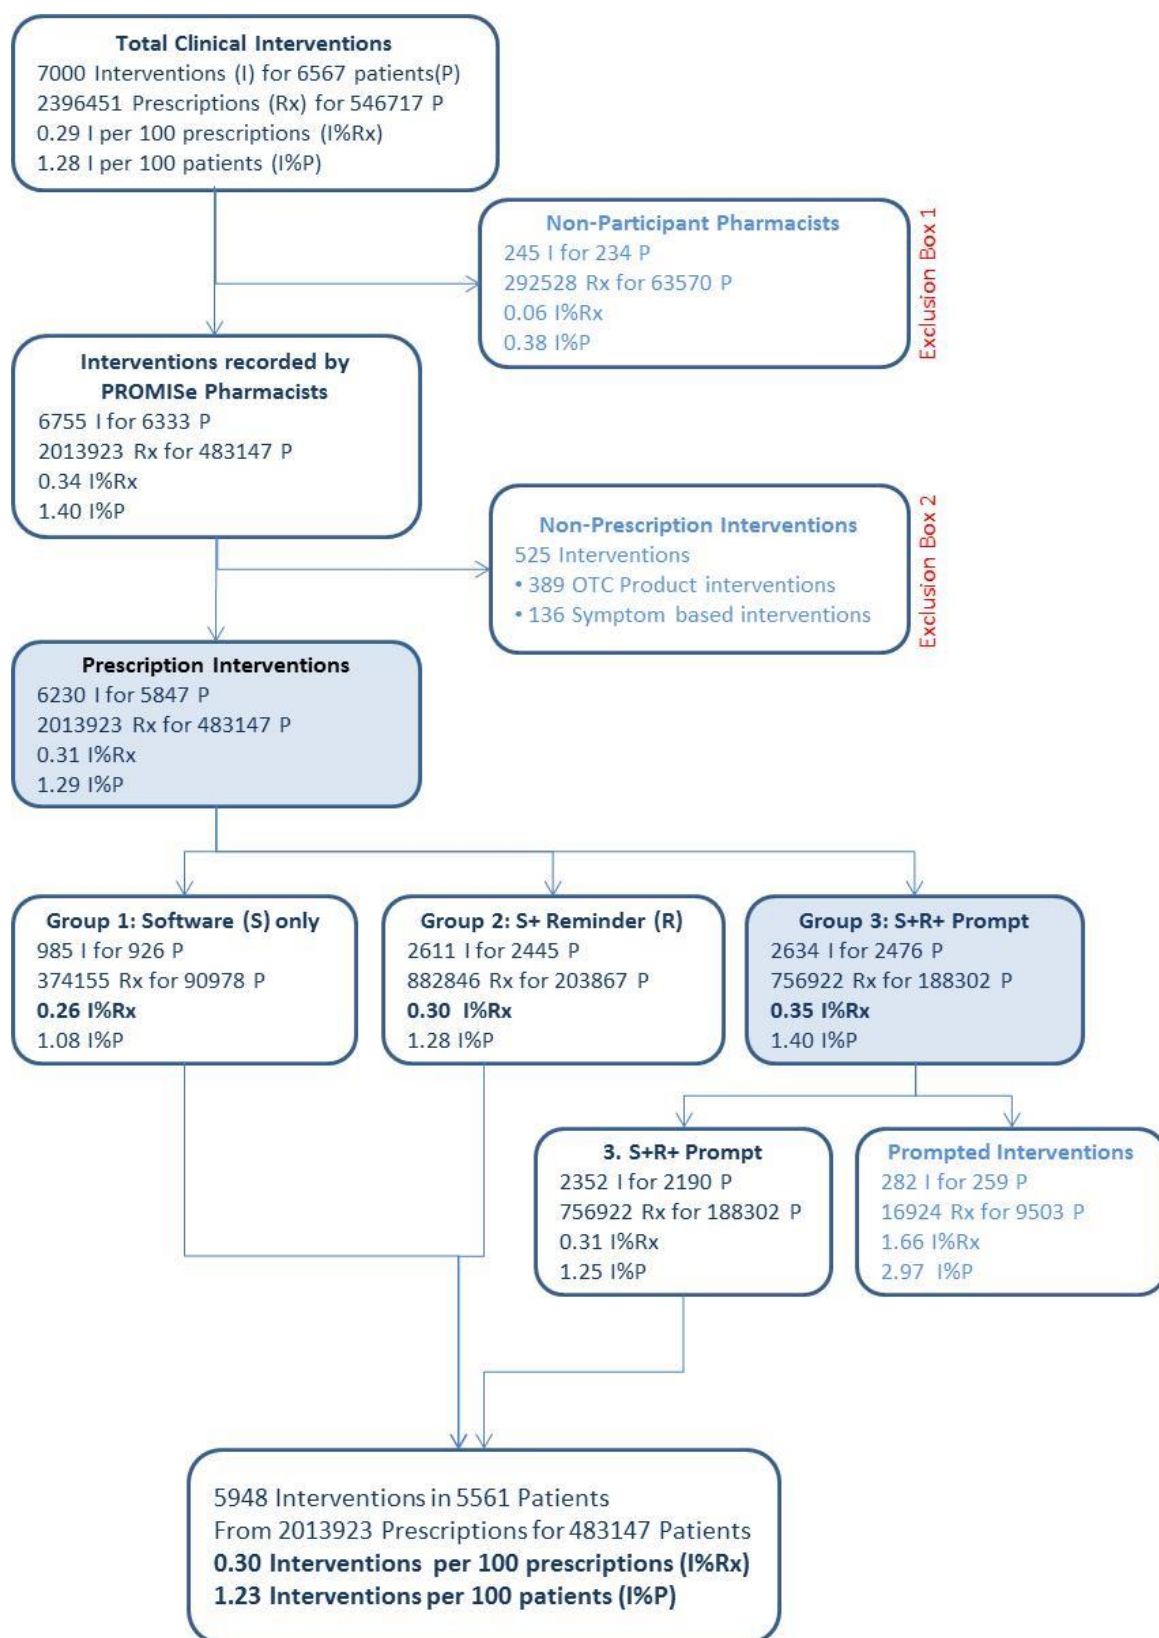 Total Clinical Interventions
7000 Interventions (I) for 6567 patients(P)
2396451 Prescriptions (Rx) for 546717 P
0.29 I per 100 prescriptions (I%Rx)
1.28 I per 100 patients (I%P)
Non-Participant Pharmacists
245 I for 234 P
292528 Rx for 63570 P
0.06 I%Rx
0.38 I%P
Exclusion Box 1
Interventions recorded by
PROMISe Pharmacists
6755 I for 6333 P
2013923 Rx for 483147 P
0.34 I%Rx
1.40 I%P
Non-Prescription Interventions
525 Interventions
• 389 OTC Product interventions
• 136 Symptom based interventions
Exclusion Box 2
Prescription Interventions
6230 I for 5847 P
2013923 Rx for 483147 P
0.31 I%Rx
1.29 I%P
Group 1: Software (S) only
985 I for 926 P
374155 Rx for 90978 P
0.26 I%Rx
1.08 I%P
Group 2: S+ Reminder (R)
2611 I for 2445 P
882846 Rx for 203867 P
0.30 I%Rx
1.28 I%P
Group 3: S+R+ Prompt
2634 I for 2476 P
756922 Rx for 188302 P
0.35 I%Rx
1.40 I%P
3. S+R+ Prompt
2352 I for 2190 P
756922 Rx for 188302 P
0.31 I%Rx
1.25 I%P
Prompted Interventions
282 I for 259 P
16924 Rx for 9503 P
1.66 I%Rx
2.97 I%P
5948 Interventions in 5561 Patients
From 2013923 Prescriptions for 483147 Patients
0.30 Interventions per 100 prescriptions (I%Rx)
1.23 Interventions per 100 patients (I%P)